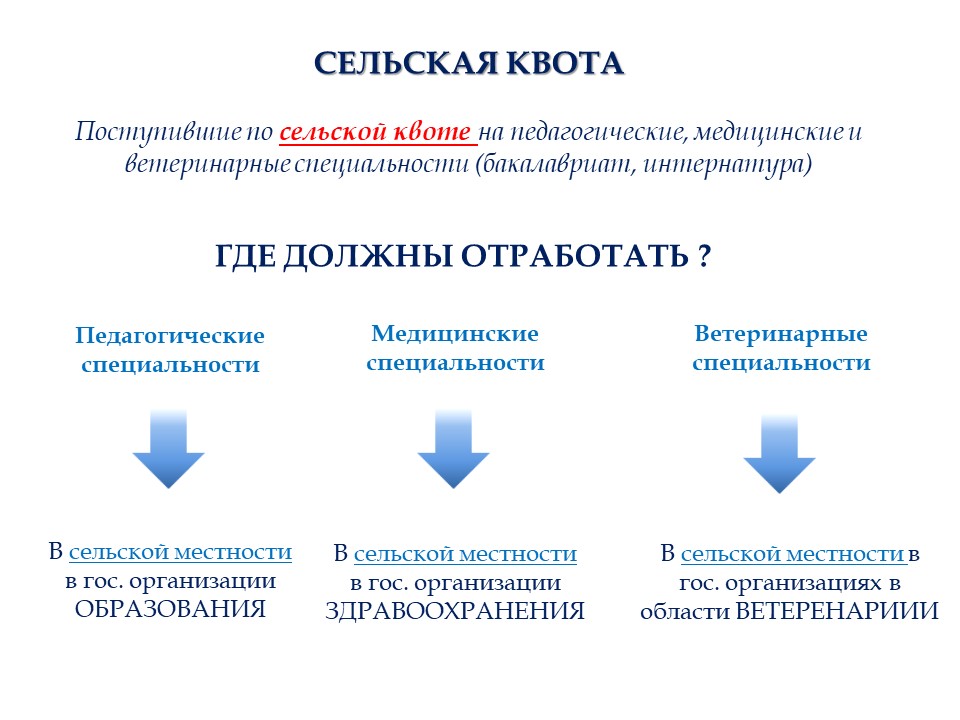 СЕЛЬСКАЯ КВОТА
Поступившие по сельской квоте на педагогические, медицинские и
ветеринарные специальности (бакалавриат, интернатура)
ГДЕ ДОЛЖНЫ ОТРАБОТАТЬ ?
Педагогические
специальности
В сельской местности
в гос. организации
ОБРАЗОВАНИЯ
Медицинские
специальности
В сельской местности
в гос. организации
ЗДРАВООХРАНЕНИЯ
Ветеринарные
специальности
В сельской местности в
гос. организациях в
области ВЕТЕРЕНАРИИИ